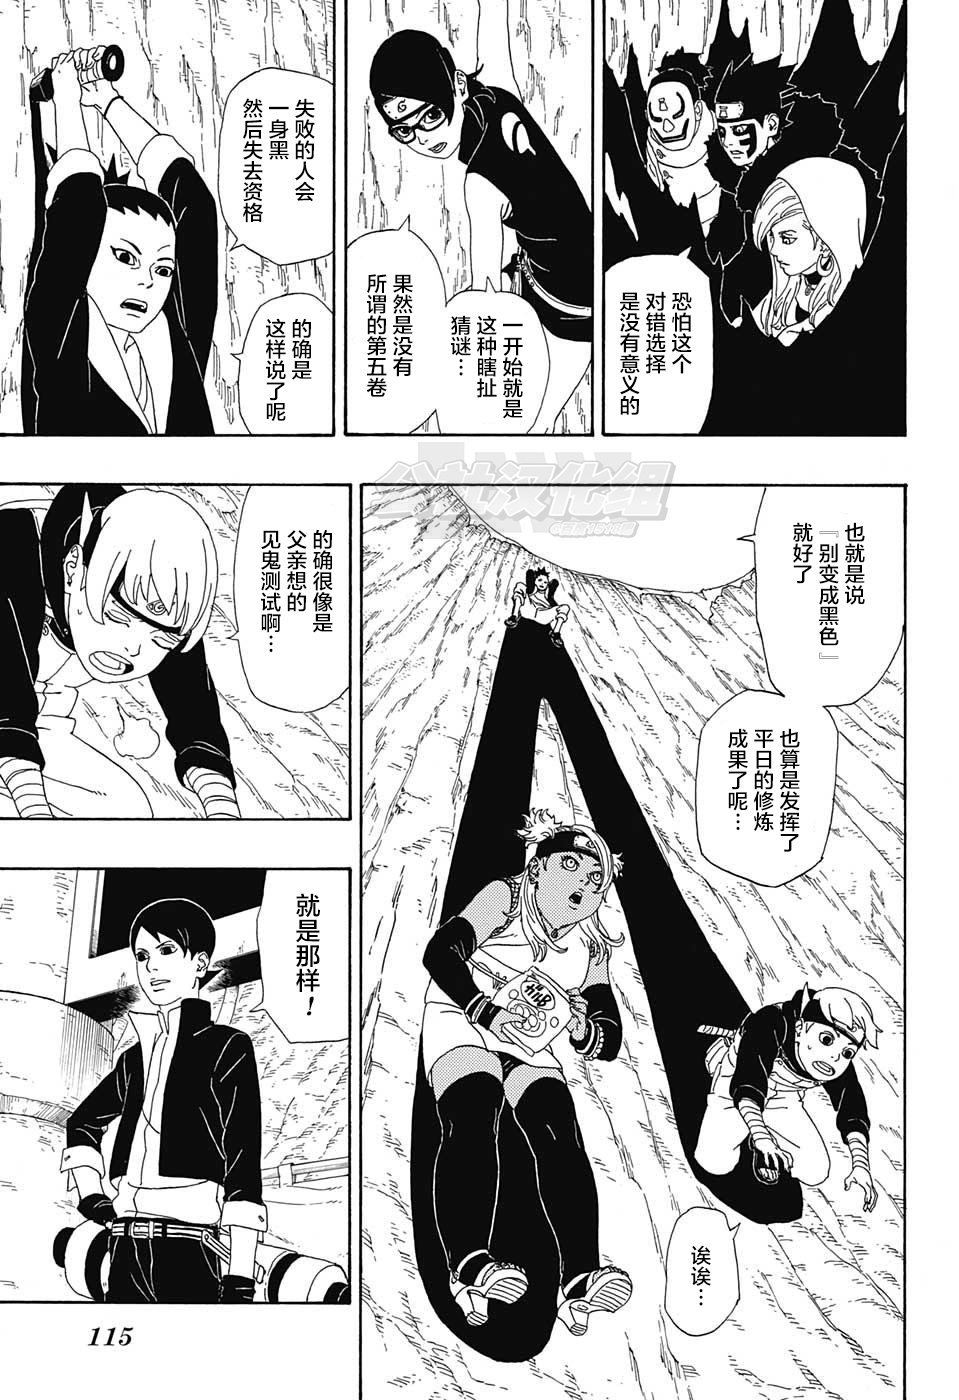 恐怕这个
对错选择
是没有意义的
一开始就是
这种瞎扯
猜谜…
果然是没有
所谓的第五卷
失败的人会
一身黑
然后失去资格
的确是
这样说了呢
也就是说
『别变成黑色』
就好了
也算是发挥了
平日的修炼
成果了呢…
诶诶…
的确很像是
父亲想的
见鬼测试啊…
就是那样!
汉化组
115